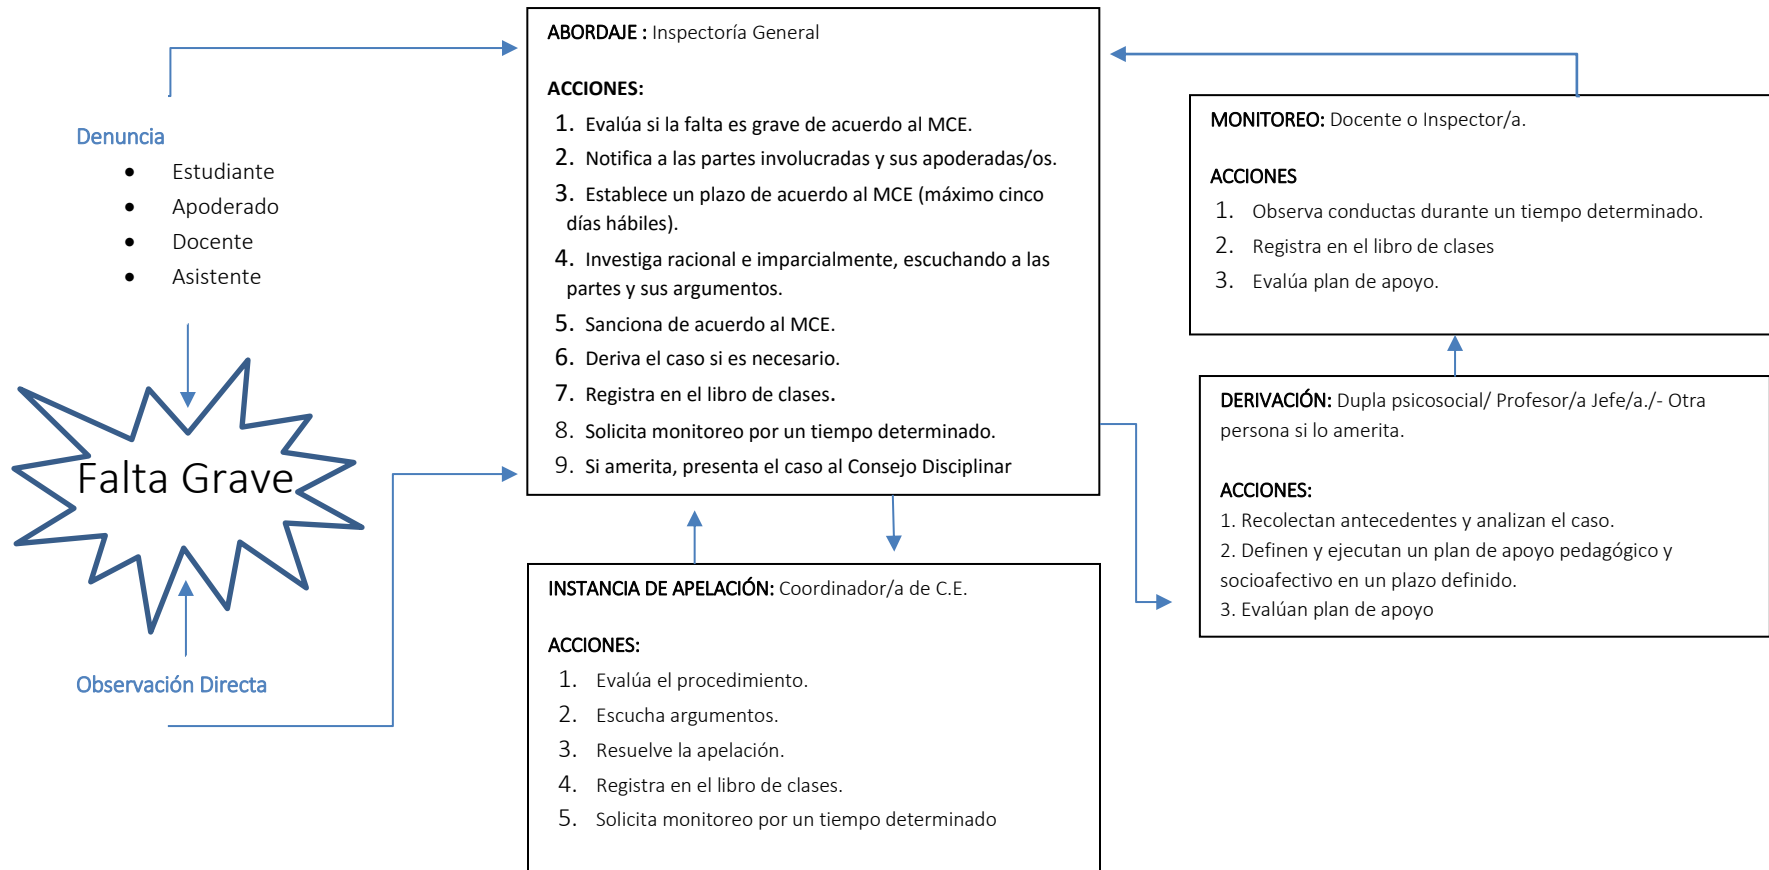 Denuncia
• Estudiante
• Apoderado
• Docente
• Asistente
Falta Grave
Observación Directa
ABORDAJE : Inspectoría General
ACCIONES:
1. Evalúa si la falta es grave de acuerdo al MCE.
2. Notifica a las partes involucradas y sus apoderadas/os.
3. Establece un plazo de acuerdo al MCE (máximo cinco
días hábiles).
4. Investiga racional e imparcialmente, escuchando a las
partes y sus argumentos.
5. Sanciona de acuerdo al MCE.
6. Deriva el caso si es necesario.
7. Registra en el libro de clases.
8. Solicita monitoreo por un tiempo determinado.
9. Si amerita, presenta el caso al Consejo Disciplinar
INSTANCIA DE APELACIÓN: Coordinador/a de C.E.
ACCIONES:
1. Evalúa el procedimiento.
2. Escucha argumentos.
3. Resuelve la apelación.
4. Registra en el libro de clases.
5. Solicita monitoreo por un tiempo determinado
MONITOREO: Docente o Inspector/a.
ACCIONES
1. Observa conductas durante un tiempo determinado.
2. Registra en el libro de clases
3. Evalúa plan de apoyo.
DERIVACIÓN: Dupla psicosocial/ Profesor/a Jefe/a./- Otra
persona si lo amerita.
ACCIONES:
1. Recolectan antecedentes y analizan el caso.
2. Definen y ejecutan un plan de apoyo pedagógico y
socioafectivo en un plazo definido.
3. Evalúan plan de apoyo